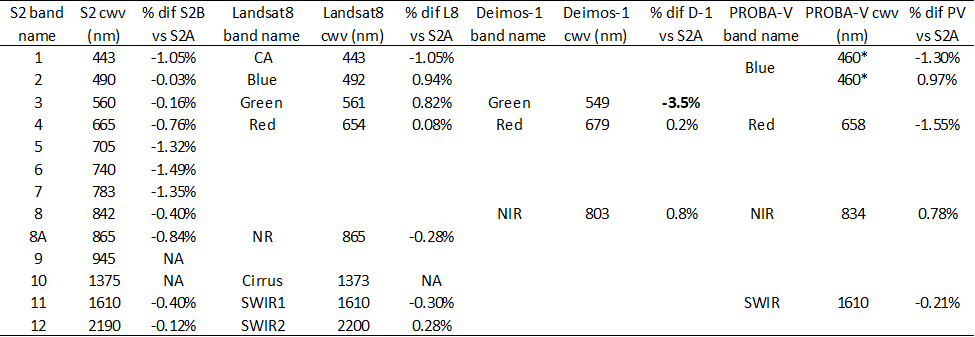 S2 band S2 cwv % dif S2B Landsat8 Landsat8 % dif L8 Deimos-1 Deimos-1 % dif D-1 PROBA-V PROBA-V cwv % dif PV
name (nm) vs S2A band name cwv (nm) vs S2A band name cwv (nm) vs S2A band name (nm) vs S2A
1 443 -1.05% CA 443 -1.05% Blue 460* -1.30%
2 490 -0.03% Blue 492 0.94% 460* 0.97%
3 560 -0.16% Green 561 0.82% Green 549 -3.5%
4 665 -0.76% Red 654 0.08% Red 679 0.2% Red 658 -1.55%
5 705 -1.32%
6 740 -1.49%
7 783 -1.35%
8 842 -0.40% NIR 803 0.8% NIR 834 0.78%
8A 865 -0.84% NR 865 -0.28%
9 945 NA
10 1375 NA Cirrus 1373 NA
11 1610 -0.40% SWIR1 1610 -0.30% SWIR 1610 -0.21%
12 2190 -0.12% SWIR2 2200 0.28%